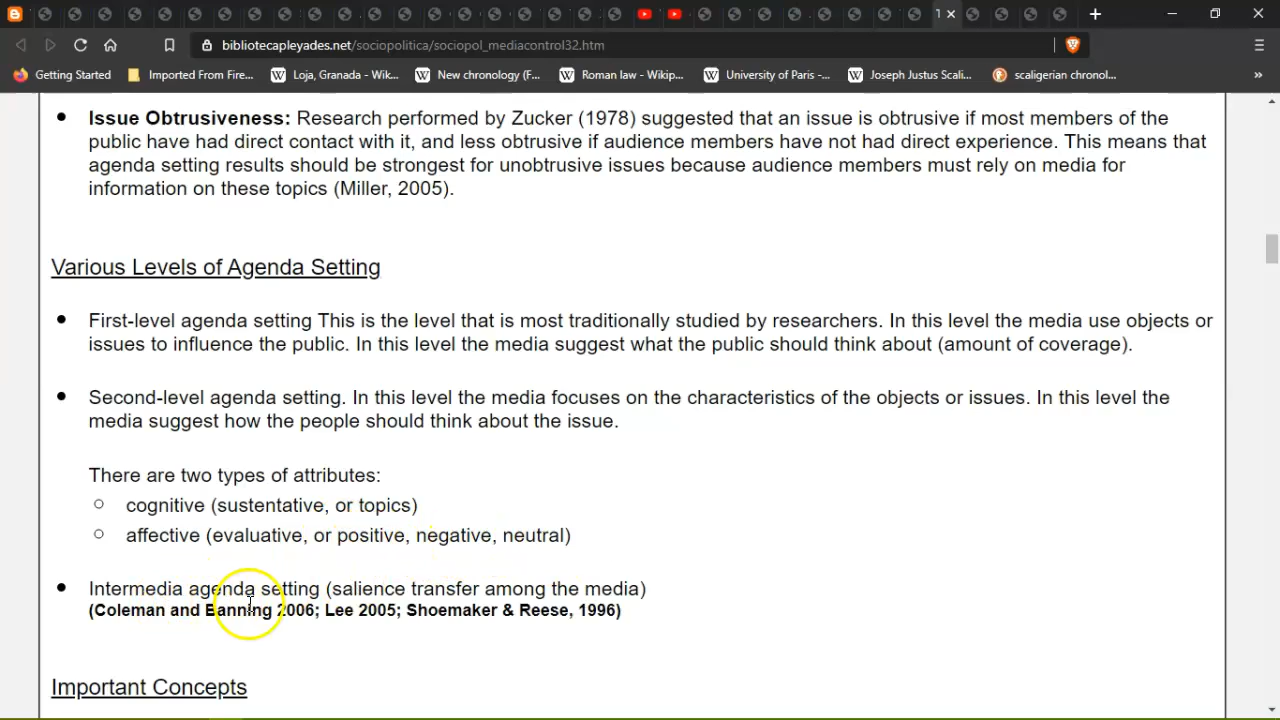 1
bibliotecapleyades.net/sociopolitica/sociopol_mediacontrol32.htm
Getting Started Imported From Fire... Loja, Granada - Wik... New chronology (F... Roman law - Wikip... University of Paris -... Joseph Justus Scali... scaligerian chronol...
Issue Obtrusiveness: Research performed by Zucker (1978) suggested that an issue is obtrusive if most members of the
public have had direct contact with it, and less obtrusive if audience members have not had direct experience. This means that
agenda setting results should be strongest for unobtrusive issues because audience members must rely on media for
information on these topics (Miller, 2005).
Various Levels of Agenda Setting
First-level agenda setting This is the level that is most traditionally studied by researchers. In this level the media use objects or
issues to influence the public. In this level the media suggest what the public should think about (amount of coverage).
Second-level agenda setting. In this level the media focuses on the characteristics of the objects or issues. In this level the
media suggest how the people should think about the issue.
There are two types of attributes:
cognitive (sustentative, or topics)
affective (evaluative, or positive, negative, neutral)
Intermedia agenda setting (salience transfer among the media)
(Coleman and Banning 2006; Lee 2005; Shoemaker & Reese, 1996)
Important Concepts